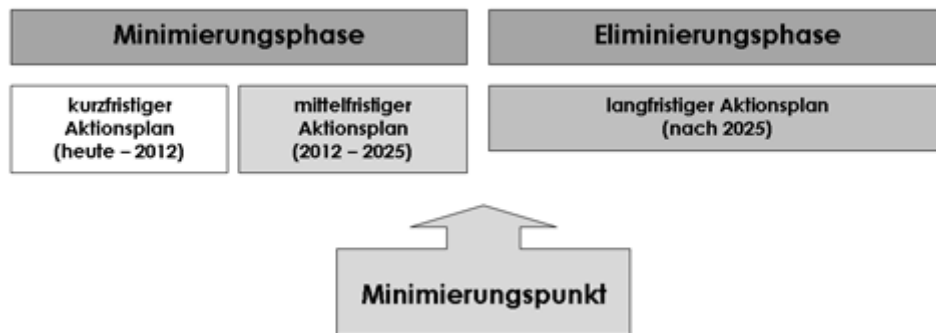 Minimierungsphase
Eliminierungsphase
kurzfristiger
Aktionsplan
(heute – 2012)
mittelfristiger
Aktionsplan
(2012 – 2025)
langfristiger Aktionsplan
(nach 2025)
Minimierungspunkt